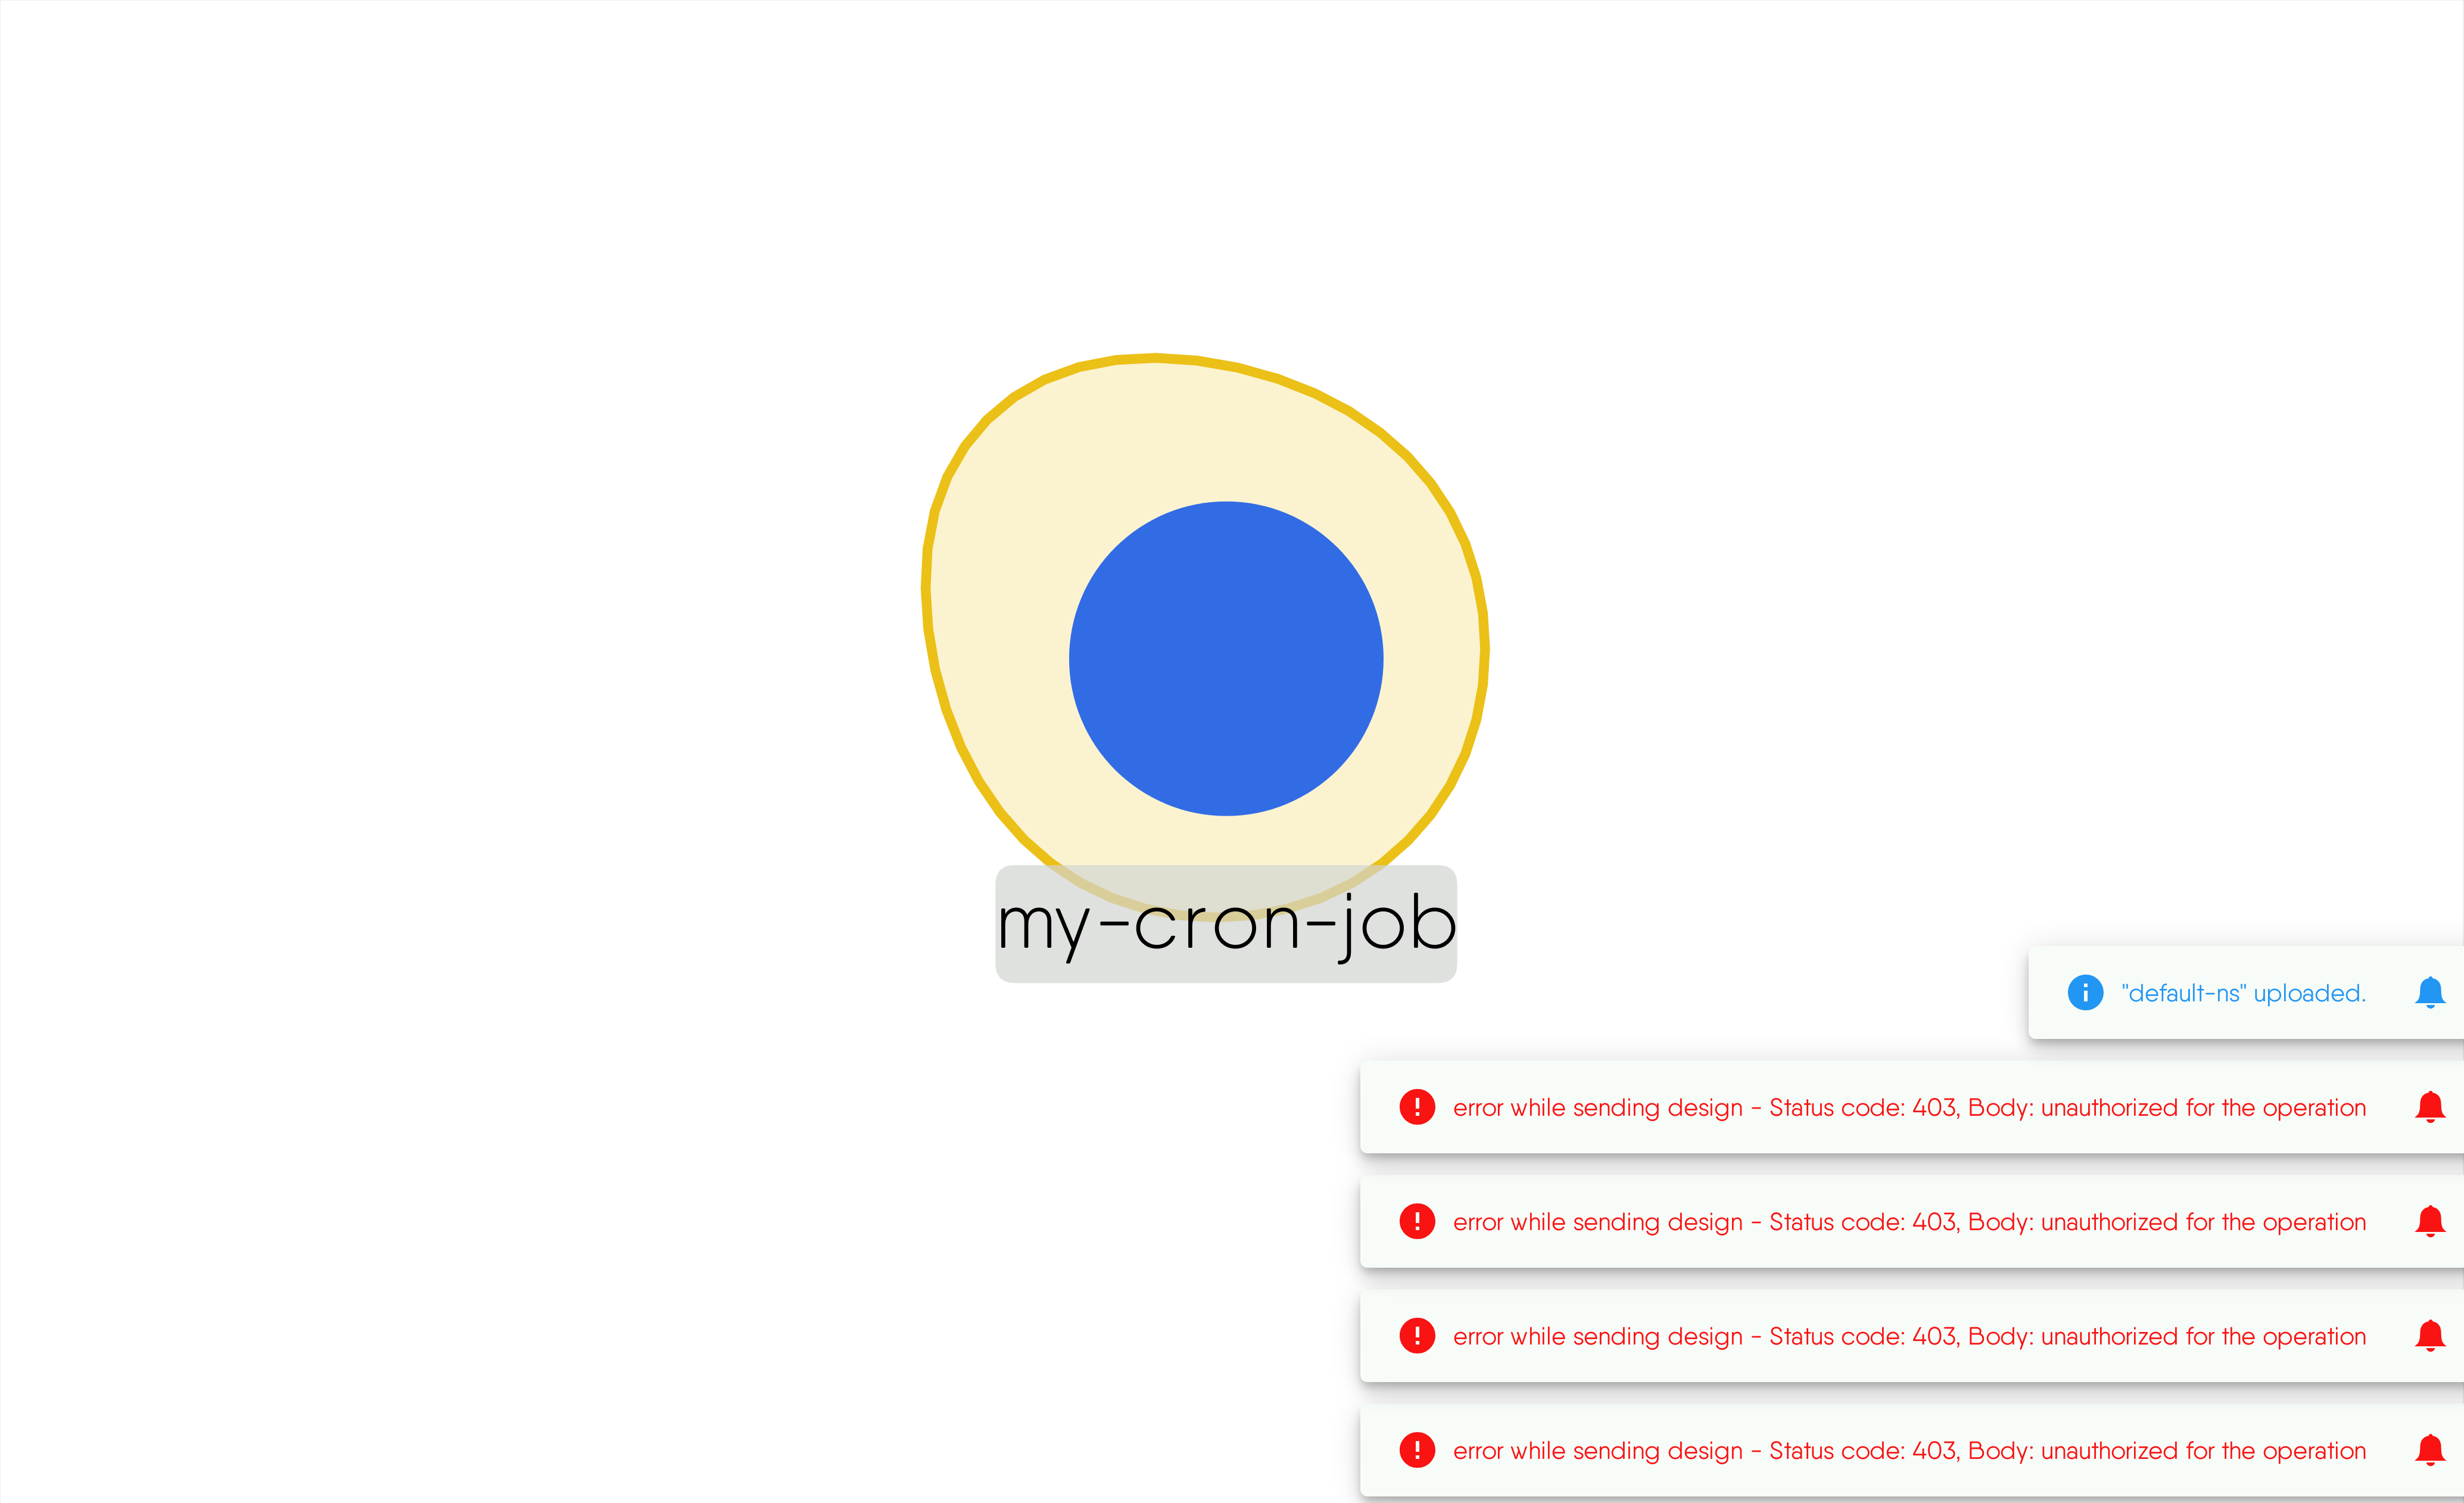 my-cron-job
"default-ns" uploaded.
error while sending design - Status code: 403, Body: unauthorized for the operation
error while sending design - Status code: 403, Body: unauthorized for the operation
error while sending design - Status code: 403, Body: unauthorized for the operation
error while sending design - Status code: 403, Body: unauthorized for the operation